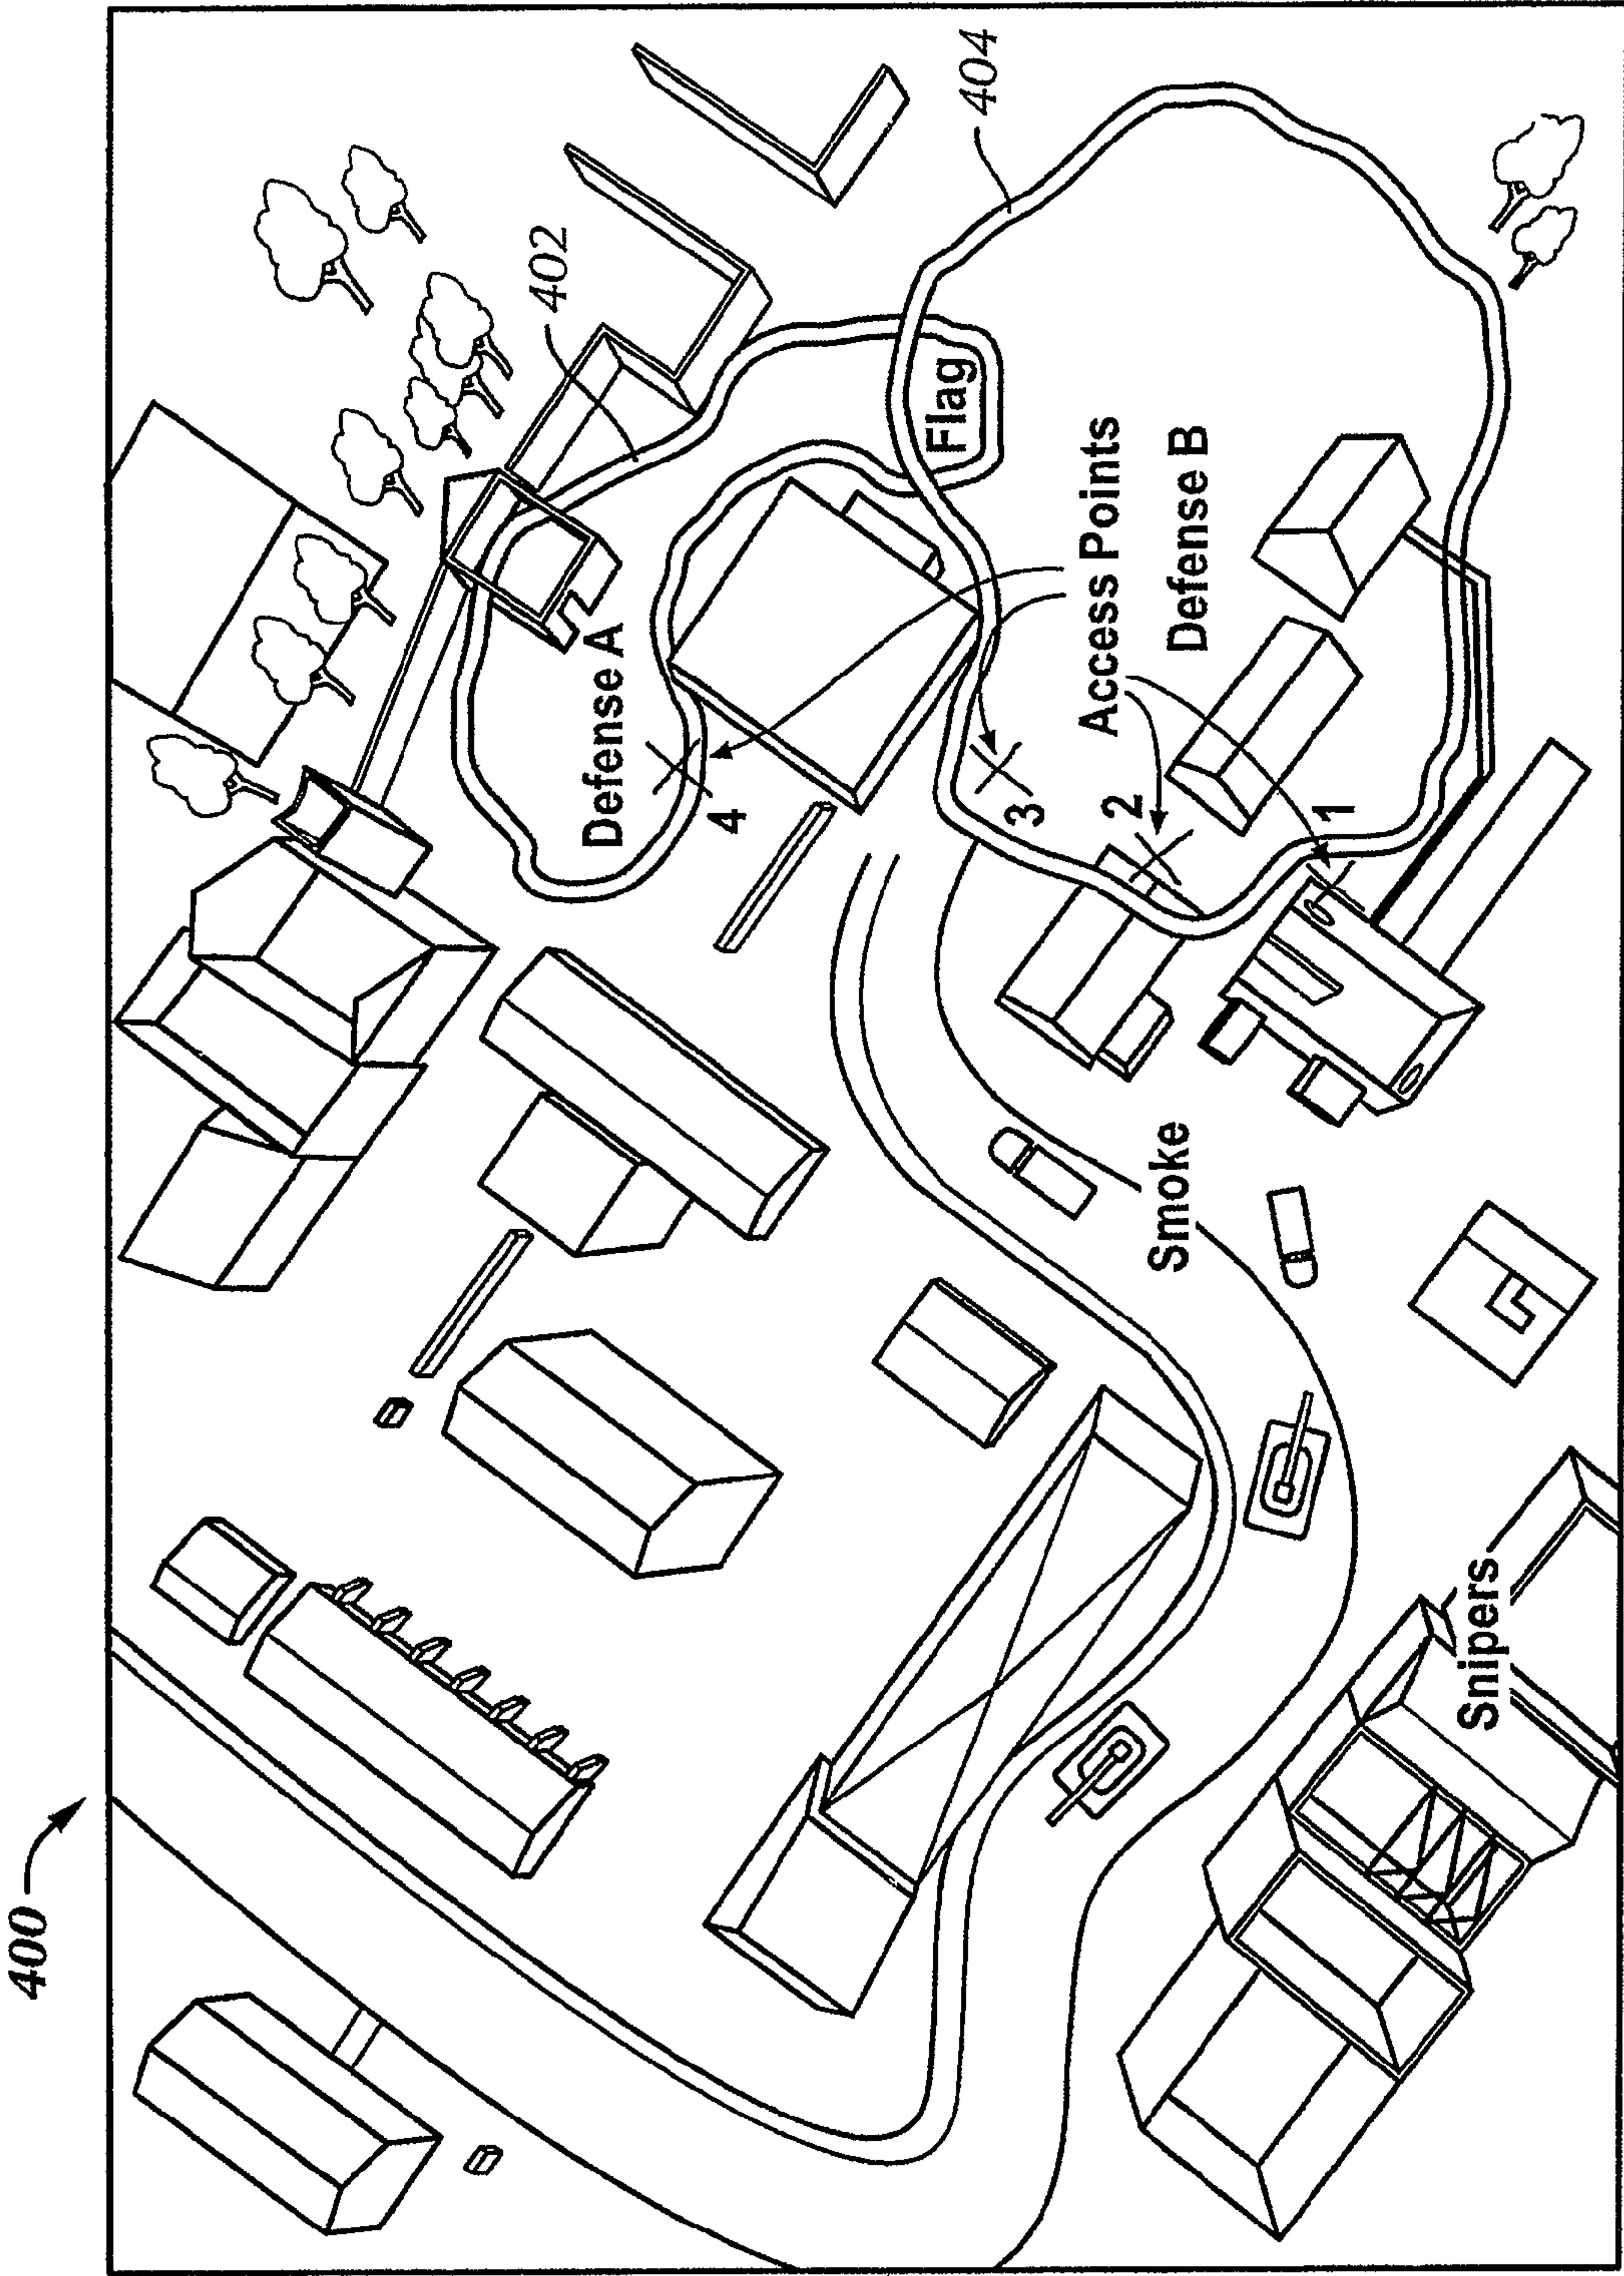 400
402
404
Defense A
4
Flag
3
Access Points
2
Defense B
1
Smoke
Snipers